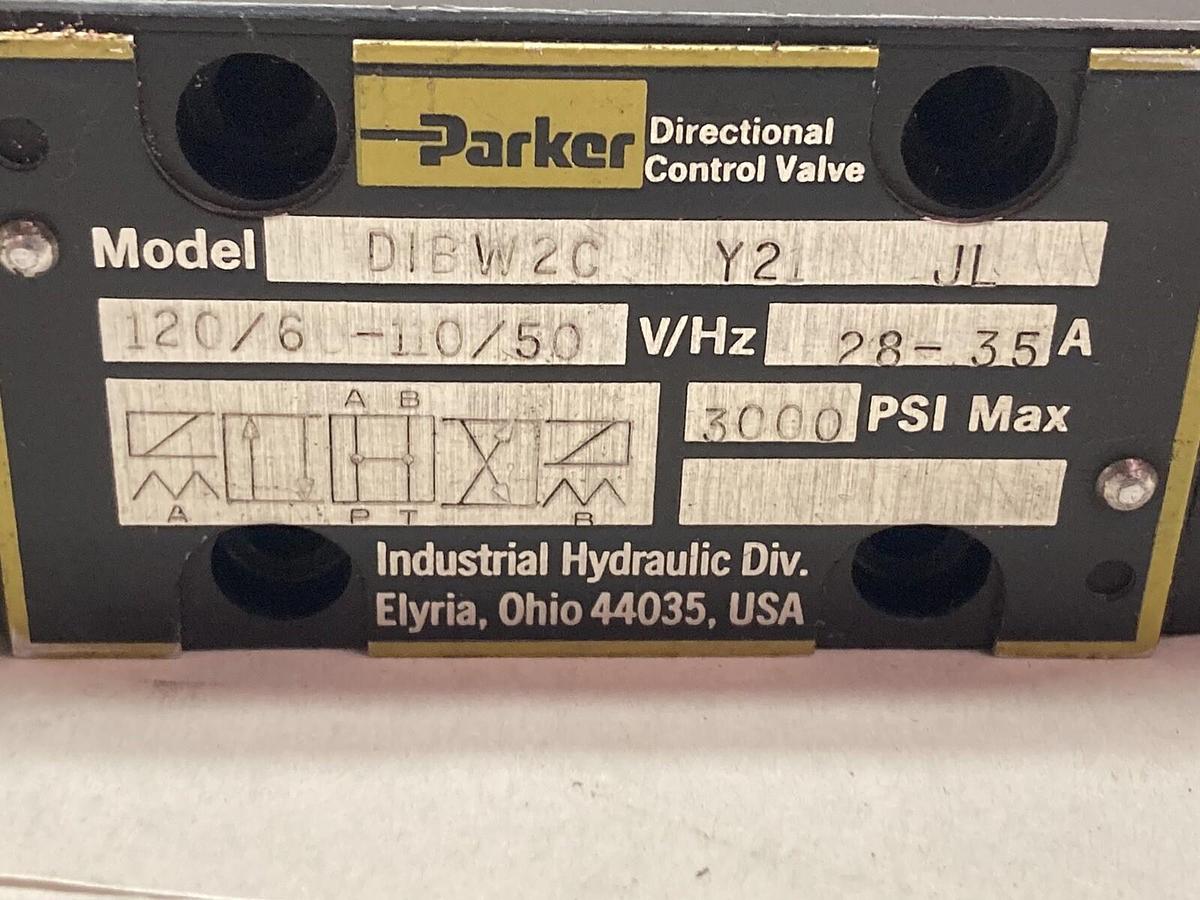 Parker Directional
Control Valve
Model D1BW2C Y21 JL
120/6 -110/50 V/Hz 28-35 A
A B
3000 PSI Max
A P T B
Industrial Hydraulic Div.
Elyria, Ohio 44035, USA